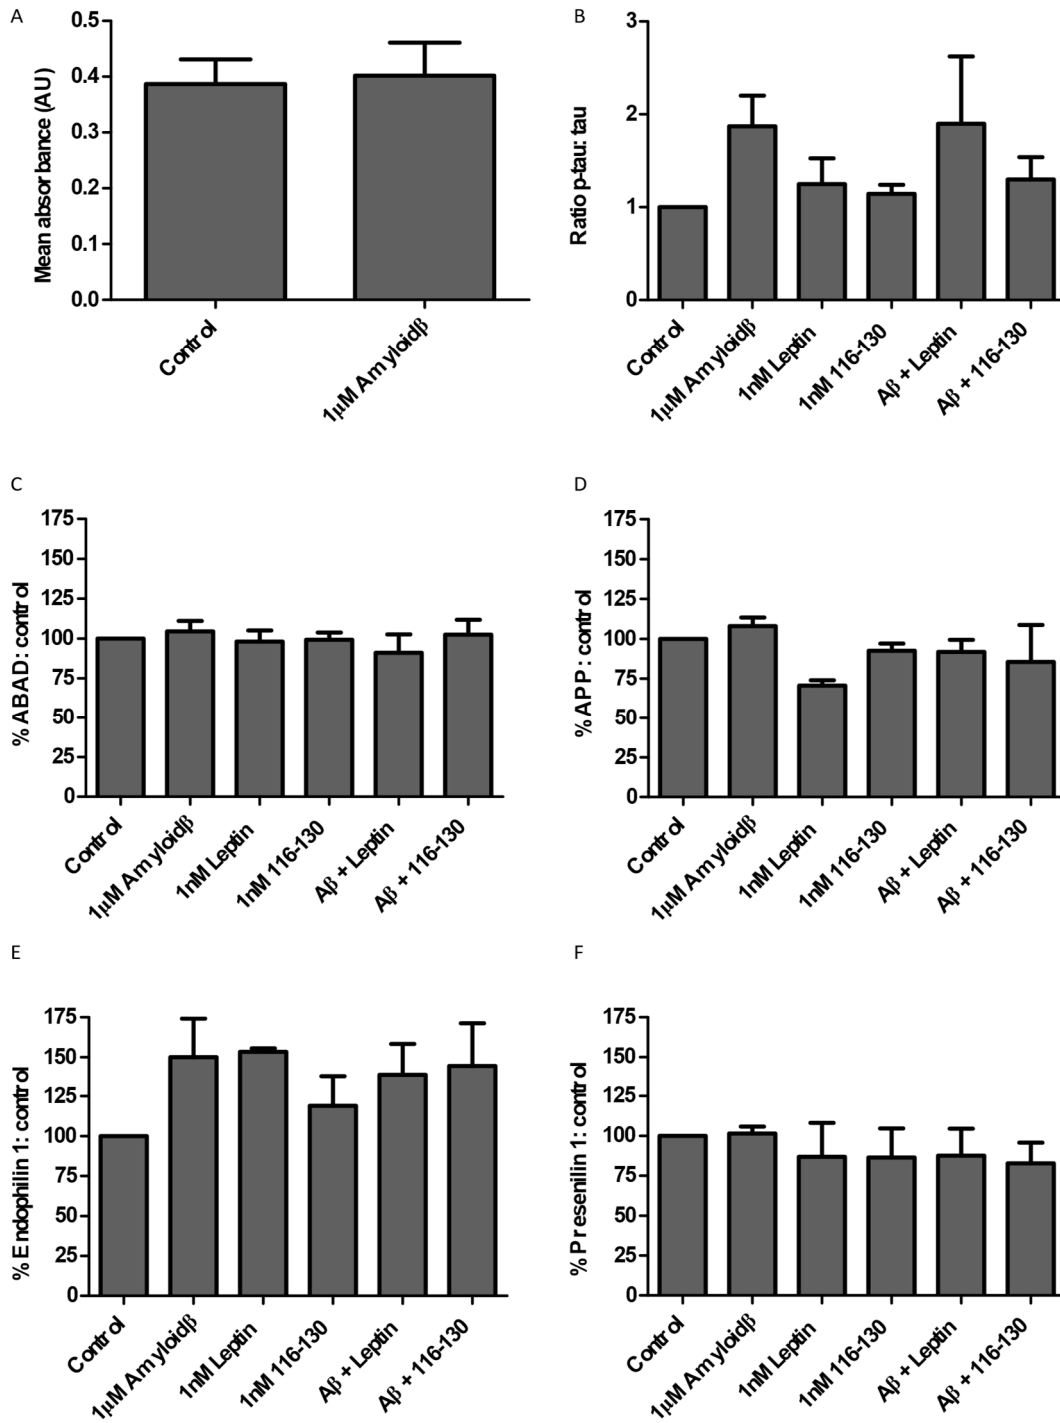 A
Mean absorbance (AU)
0.5
0.4
0.3
0.2
0.1
0.0
Control
1μM Amyloidβ
B
Ratio p-tau: tau
3
2
1
0
Control
1μM Amyloidβ
1nM Leptin
1nM 116-130
Aβ + Leptin
Aβ + 116-130
C
% ABAD: control
175
150
125
100
75
50
25
0
Control
1μM Amyloidβ
1nM Leptin
1nM 116-130
Aβ + Leptin
Aβ + 116-130
D
% APP: control
175
150
125
100
75
50
25
0
Control
1μM Amyloidβ
1nM Leptin
1nM 116-130
Aβ + Leptin
Aβ + 116-130
E
% Endophilin 1: control
175
150
125
100
75
50
25
0
Control
1μM Amyloidβ
1nM Leptin
1nM 116-130
Aβ + Leptin
Aβ + 116-130
F
% Presenilin 1: control
175
150
125
100
75
50
25
0
Control
1μM Amyloidβ
1nM Leptin
1nM 116-130
Aβ + Leptin
Aβ + 116-130